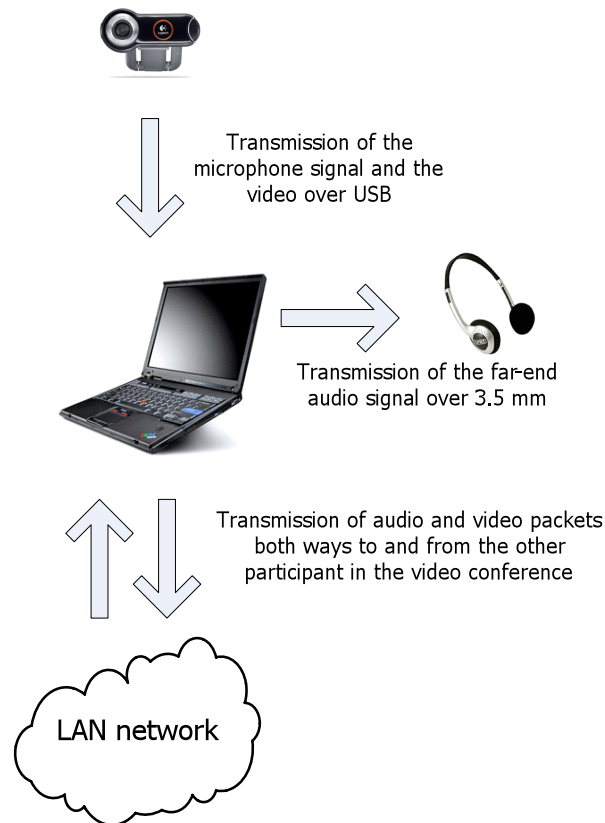 Transmission of the
microphone signal and the
video over USB
Transmission of the far-end
audio signal over 3.5 mm
Transmission of audio and video packets
both ways to and from the other
participant in the video conference
LAN network